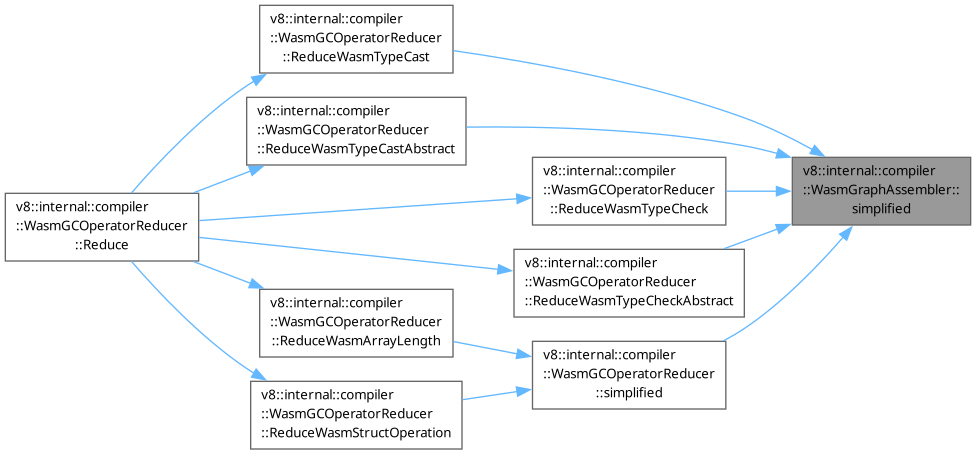 v8::internal::compiler
::WasmGCOperatorReducer
::ReduceWasmTypeCast
v8::internal::compiler
::WasmGCOperatorReducer
::ReduceWasmTypeCastAbstract
v8::internal::compiler
::WasmGCOperatorReducer
::ReduceWasmTypeCheck
v8::internal::compiler
::WasmGraphAssembler::
simplified
v8::internal::compiler
::WasmGCOperatorReducer
::Reduce
v8::internal::compiler
::WasmGCOperatorReducer
::ReduceWasmTypeCheckAbstract
v8::internal::compiler
::WasmGCOperatorReducer
::ReduceWasmArrayLength
v8::internal::compiler
::WasmGCOperatorReducer
::simplified
v8::internal::compiler
::WasmGCOperatorReducer
::ReduceWasmStructOperation